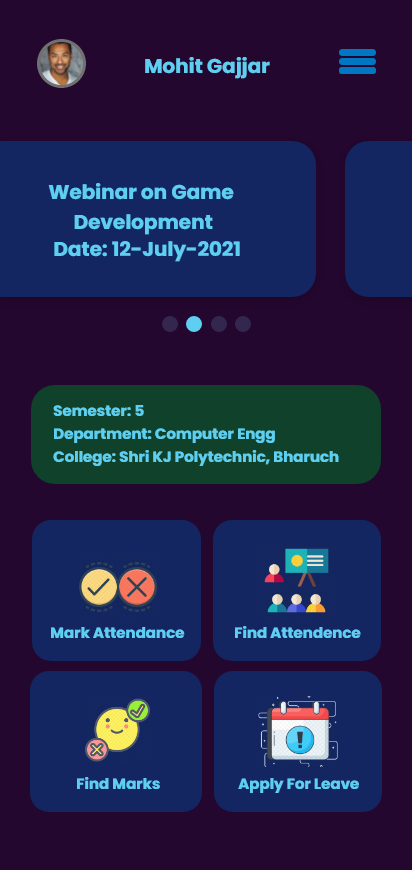 Mohit Gajjar
Webinar on Game
Development
Date: 12-July-2021
Semester: 5
Department: Computer Engg
College: Shri KJ Polytechnic, Bharuch
Mark Attendance
Find Attendence
Find Marks
Apply For Leave